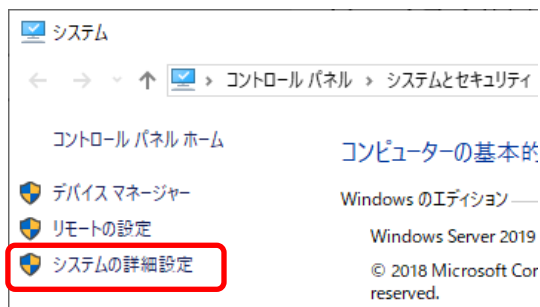 システム
コントロール パネル › システムとセキュリティ
コントロール パネル ホーム
デバイス マネージャー
リモートの設定
システムの詳細設定
コンピューターの基本的
Windows のエディション
Windows Server 2019
© 2018 Microsoft Cor
reserved.